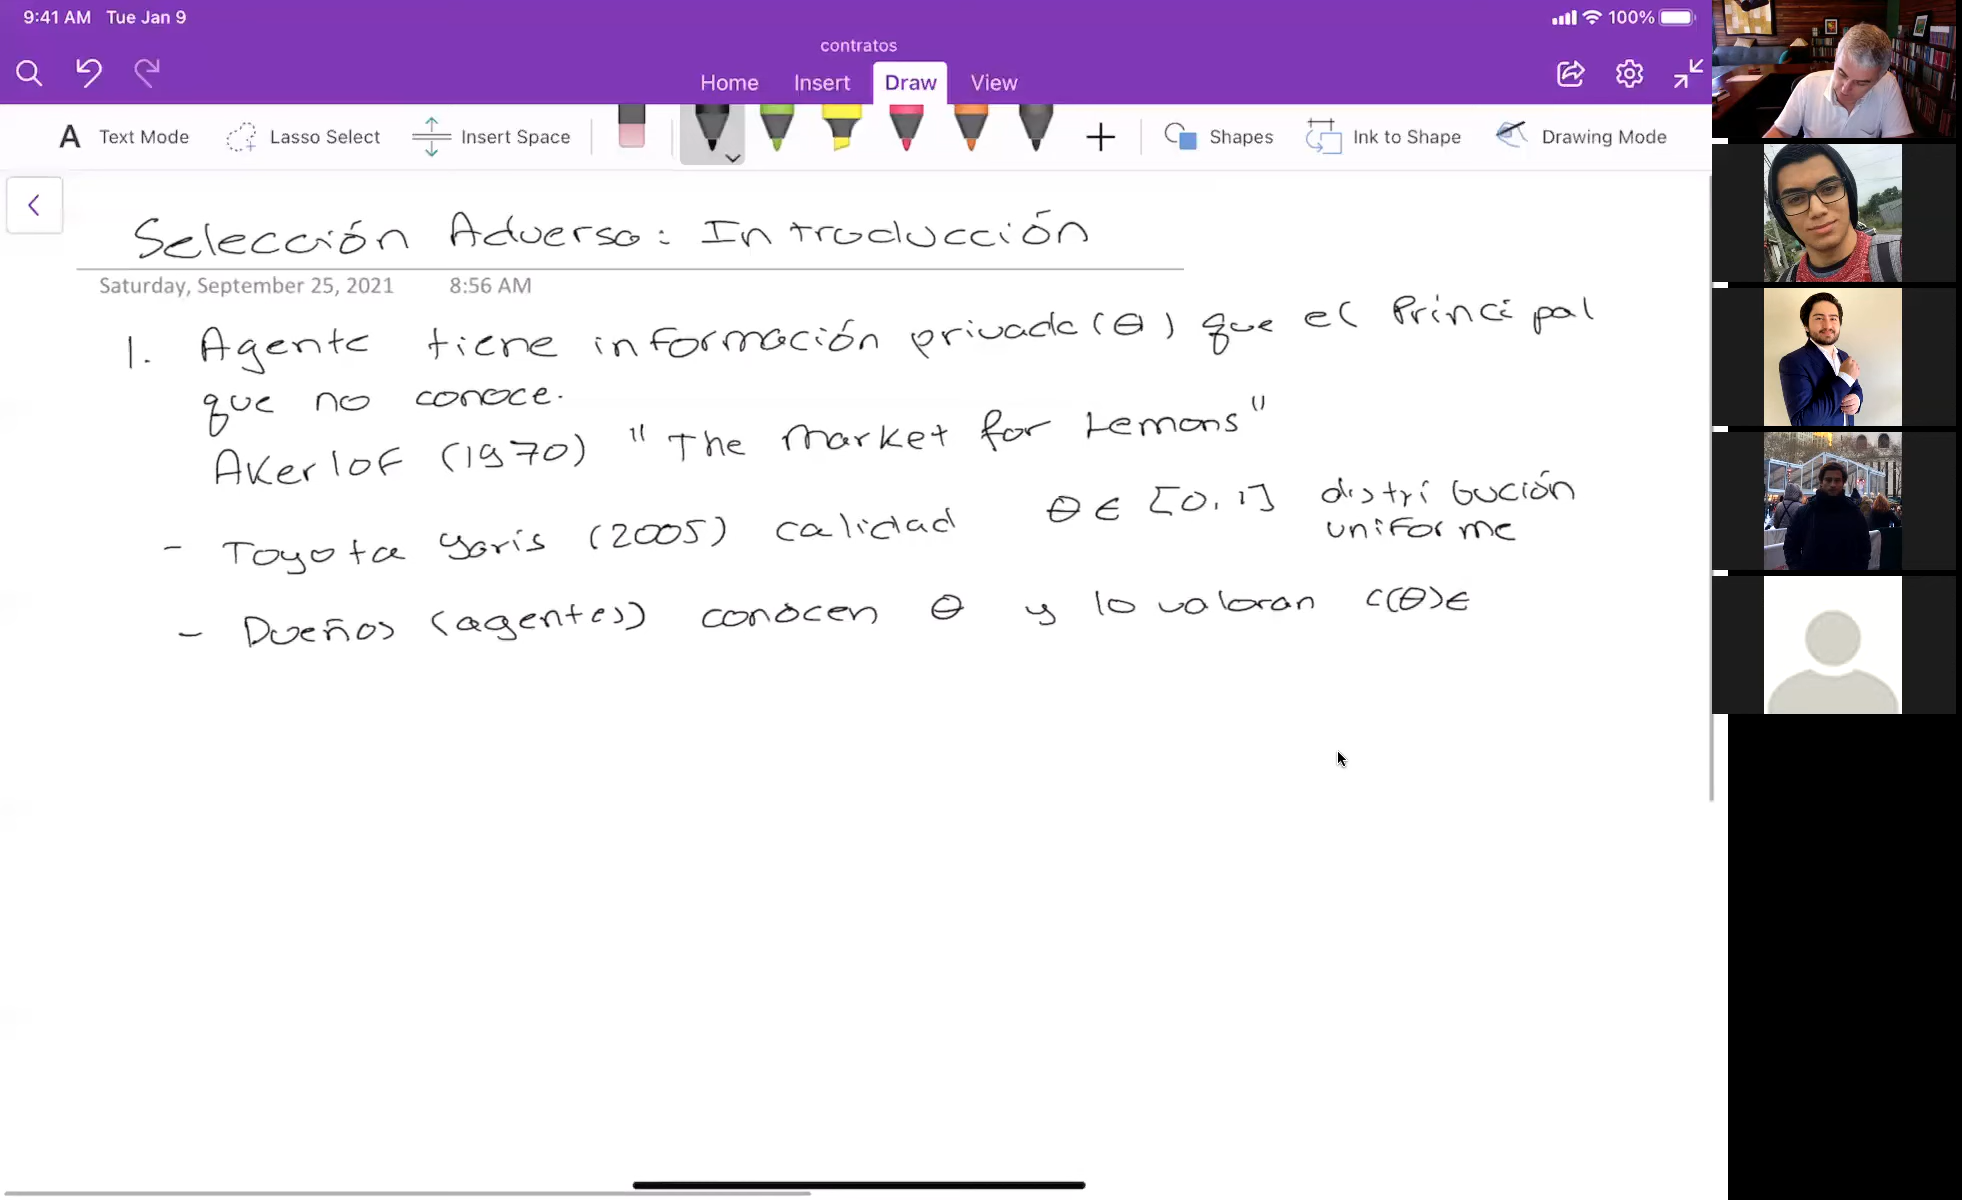 9:41 AM Tue Jan 9
100%
contratos
Home Insert Draw View
A Text Mode Lasso Select Insert Space Shapes Ink to Shape Drawing Mode
Selección Adversa: Introducción
Saturday, September 25, 2021 8:56 AM
1. Agente tiene información privada (θ) que el Principal
que no conoce.
Akerlof (1970) "The Market for Lemons"
- Toyota Yaris (2005) calidad θ ∈ [0,1] distribución
uniforme
- Dueños (agentes) conocen θ y lo valoran c(θ)∈